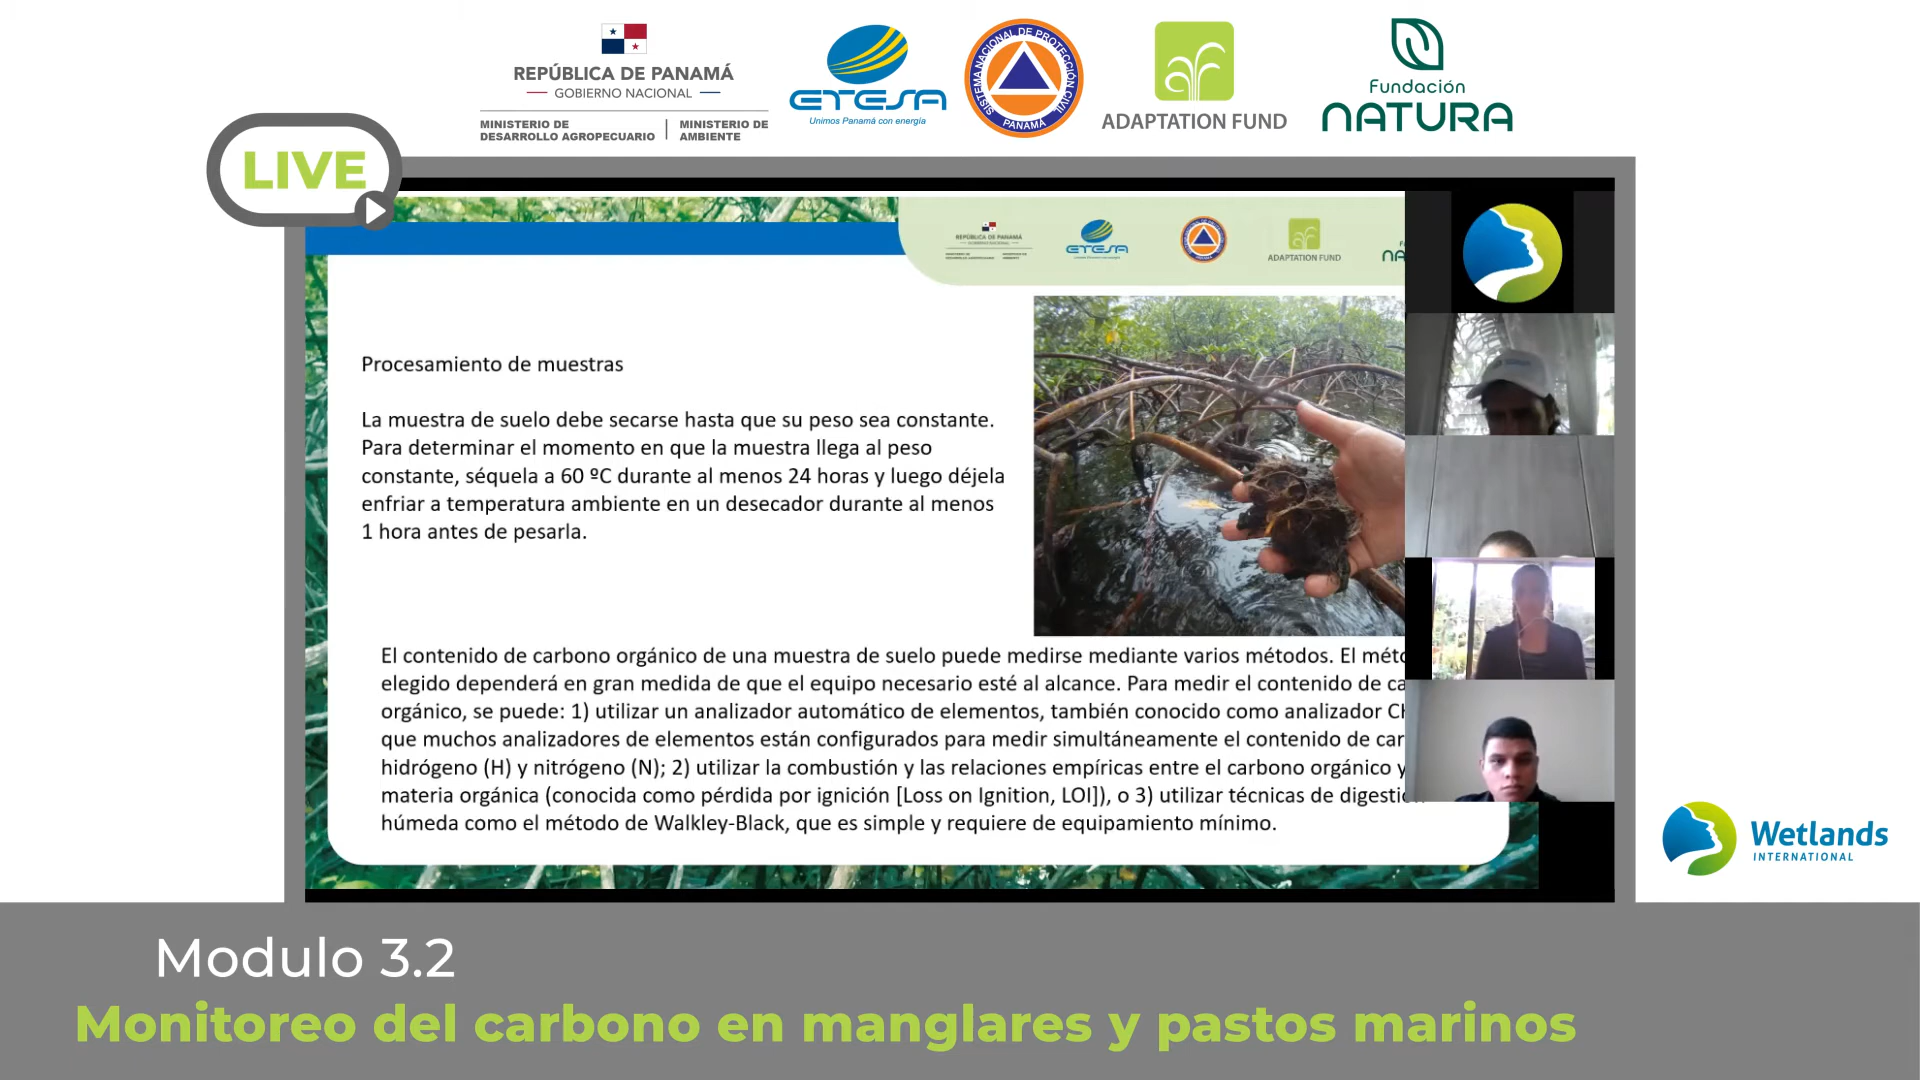 REPÚBLICA DE PANAMÁ
GOBIERNO NACIONAL
MINISTERIO DE
DESARROLLO AGROPECUARIO
MINISTERIO DE
AMBIENTE
ETESA
Unimos Panamá con energía
SISTEMA NACIONAL DE PROTECCIÓN CIVIL
PANAMÁ
ADAPTATION FUND
Fundación
NATURA
LIVE
REPÚBLICA DE PANAMÁ
GOBIERNO NACIONAL
ETESA
ADAPTATION FUND
Procesamiento de muestras
La muestra de suelo debe secarse hasta que su peso sea constante.
Para determinar el momento en que la muestra llega al peso
constante, séquela a 60 ºC durante al menos 24 horas y luego déjela
enfriar a temperatura ambiente en un desecador durante al menos
1 hora antes de pesarla.
El contenido de carbono orgánico de una muestra de suelo puede medirse mediante varios métodos. El
elegido dependerá en gran medida de que el equipo necesario esté al alcance. Para medir el contenido de
orgánico, se puede: 1) utilizar un analizador automático de elementos, también conocido como analizador
que muchos analizadores de elementos están configurados para medir simultáneamente el contenido de
hidrógeno (H) y nitrógeno (N); 2) utilizar la combustión y las relaciones empíricas entre el carbono orgánico y
materia orgánica (conocida como pérdida por ignición [Loss on Ignition, LOI]), o 3) utilizar técnicas de
húmeda como el método de Walkley-Black, que es simple y requiere de equipamiento mínimo.
Wetlands
INTERNATIONAL
Modulo 3.2
Monitoreo del carbono en manglares y pastos marinos